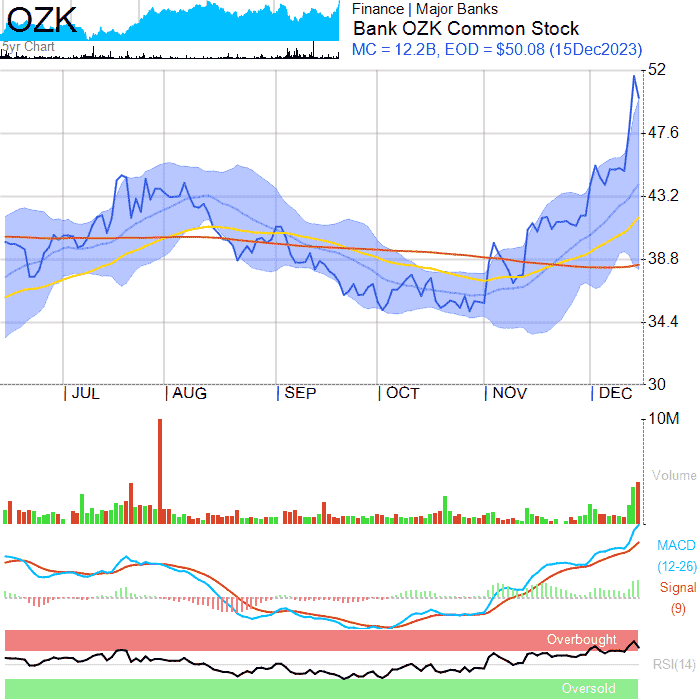 OZK
5yr Chart
Finance | Major Banks
Bank OZK Common Stock
MC = 12.2B, EOD = $50.08 (15Dec2023)
52
47.6
43.2
38.8
34.4
30
| JUL | AUG | SEP | OCT | NOV | DEC
10M
Volume
MACD
(12-26)
Signal
(9)
Overbought
RSI(14)
Oversold